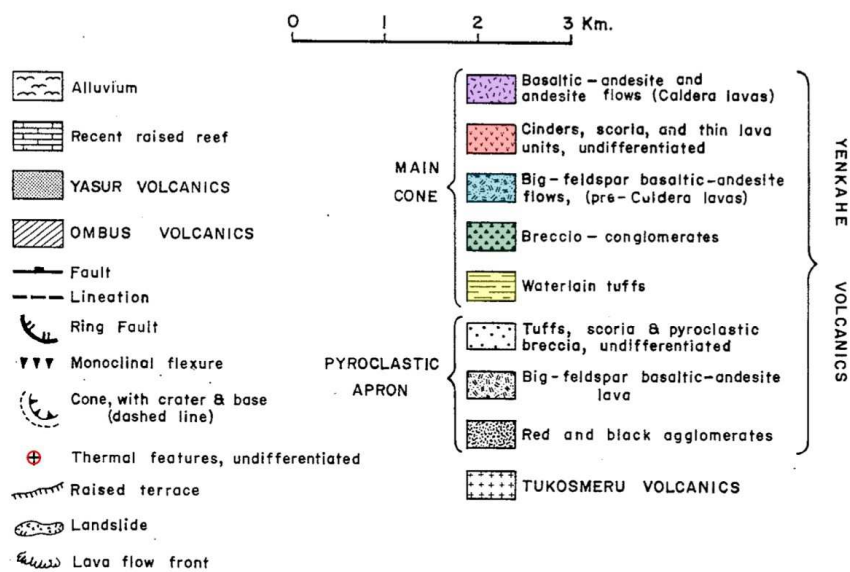 0 1 2 3 Km.
Alluvium
Recent raised reef
YASUR VOLCANICS
OMBUS VOLCANICS
Fault
Lineation
Ring Fault
Monoclinal flexure
Cone, with crater & base
(dashed line)
Thermal features, undifferentiated
Raised terrace
Landslide
Lava flow front
MAIN
CONE
Basaltic-andesite and
andesite flows (Caldera lavas)
Cinders, scoria, and thin lava
units, undifferentiated
Big-feldspar basaltic-andesite
flows, (pre-Culdera lavas)
Breccio-conglomerates
Waterlain tuffs
PYROCLASTIC
APRON
Tuffs, scoria & pyroclastic
breccia, undifferentiated
Big-feldspar basaltic-andesite
lava
Red and black agglomerates
TUKOSMERU VOLCANICS
YENKAHE VOLCANICS